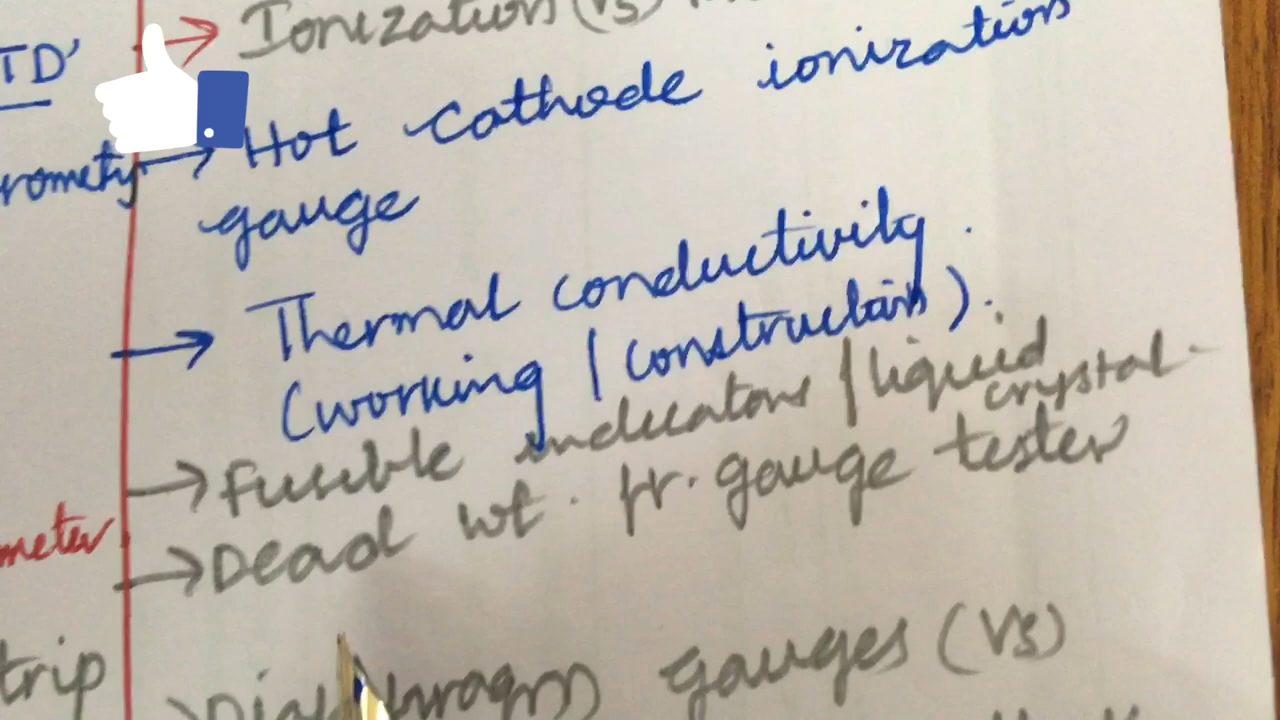 → Ionization (Vs)
TD'
→ Hot cathode ionization
gauge
→ Thermal conductivity.
(working / construction).
→ Fusible indicators / liquid
crystal-
→ Dead wt. pr. gauge tester
meter
trip
→ Diaphragm gauges (Vs)